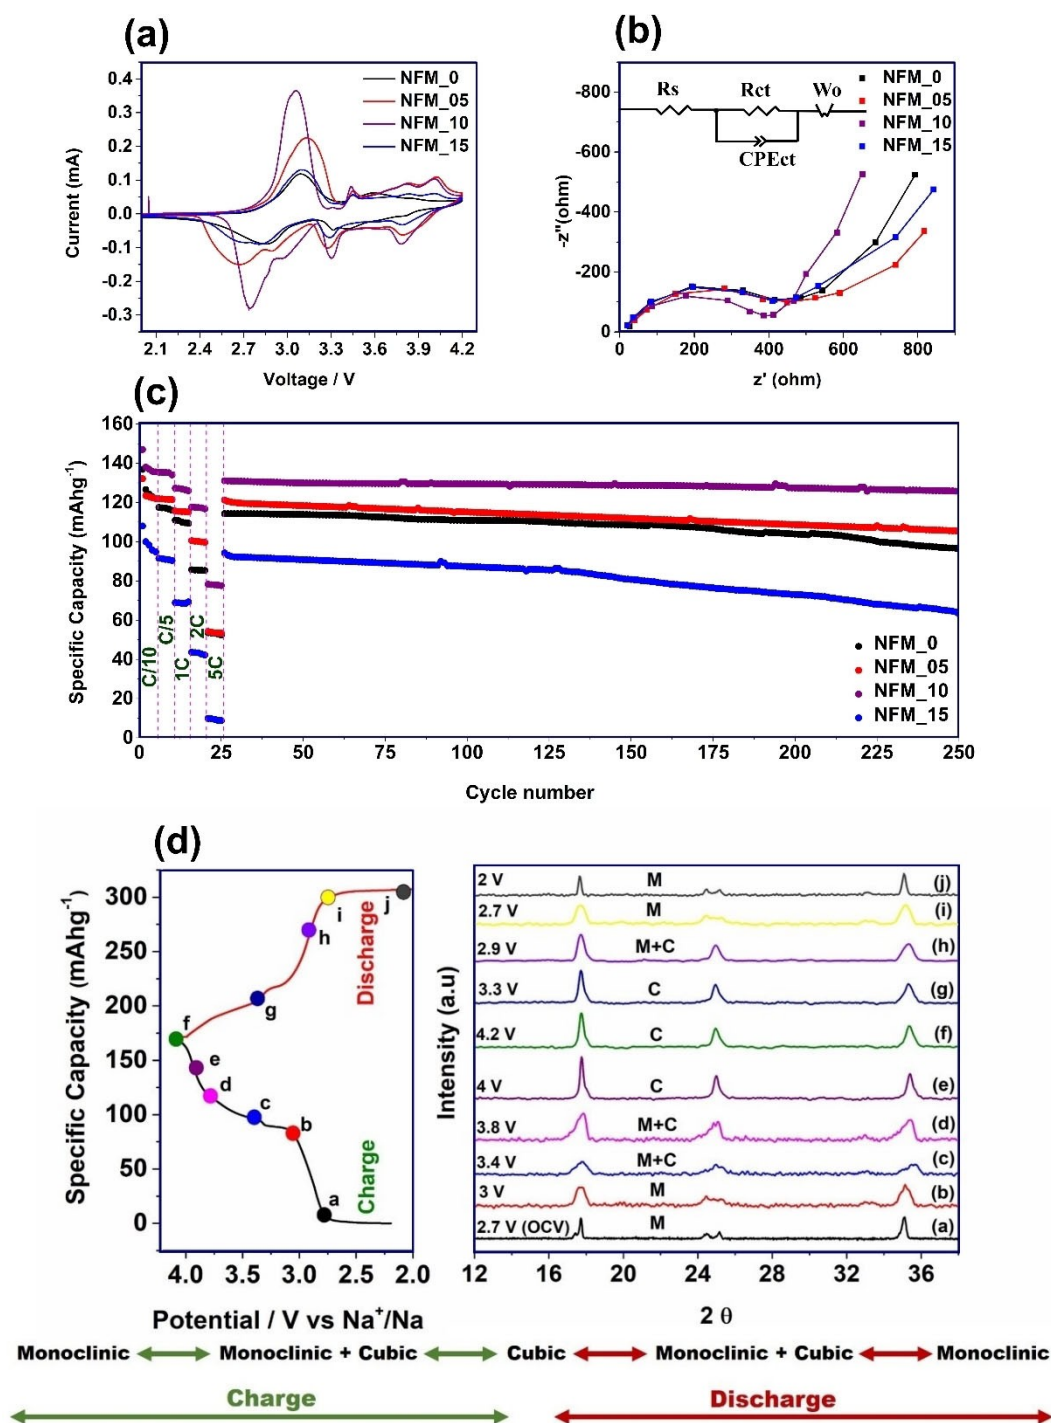 (a)
0.4
0.3
0.2
0.1
0.0
-0.1
-0.2
-0.3
Current (mA)
NFM_0
NFM_05
NFM_10
NFM_15
2.1 2.4 2.7 3.0 3.3 3.6 3.9 4.2
Voltage / V
(b)
-800
-600
-400
-200
0
-z''(ohm)
Rs Rct Wo
CPEct
NFM_0
NFM_05
NFM_10
NFM_15
0 200 400 600 800
z' (ohm)
(c)
160
140
120
100
80
60
40
20
0
Specific Capacity (mAhg-1)
C/10
C/5
1C
2C
5C
NFM_0
NFM_05
NFM_10
NFM_15
0 25 50 75 100 125 150 175 200 225 250
Cycle number
(d)
300
250
200
150
100
50
0
Specific Capacity (mAhg-1)
j
i
h
g
f
e
d
c
b
a
Discharge
Charge
4.0 3.5 3.0 2.5 2.0
Potential / V vs Na+/Na
Intensity (a.u)
2 V M (j)
2.7 V M (i)
2.9 V M+C (h)
3.3 V C (g)
4.2 V C (f)
4 V C (e)
3.8 V M+C (d)
3.4 V M+C (c)
3 V M (b)
2.7 V (OCV) M (a)
12 16 20 24 28 32 36
2 θ
Monoclinic Monoclinic + Cubic Cubic Monoclinic + Cubic Monoclinic
Charge Discharge